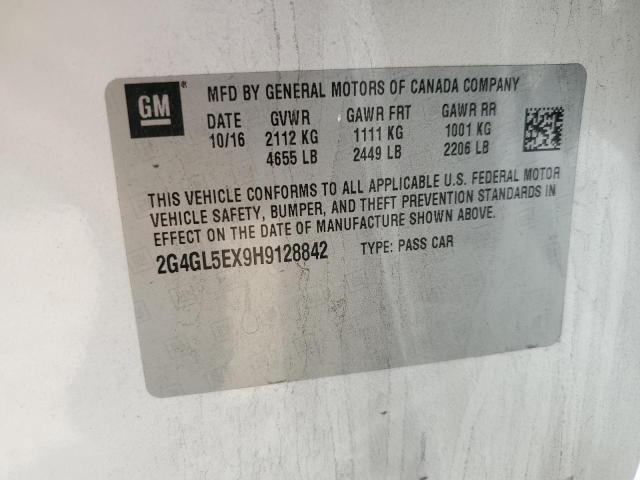 GM
MFD BY GENERAL MOTORS OF CANADA COMPANY
DATE GVWR GAWR FRT GAWR RR
10/16 2112 KG 1111 KG 1001 KG
4655 LB 2449 LB 2206 LB
THIS VEHICLE CONFORMS TO ALL APPLICABLE U.S. FEDERAL MOTOR
VEHICLE SAFETY, BUMPER, AND THEFT PREVENTION STANDARDS IN
EFFECT ON THE DATE OF MANUFACTURE SHOWN ABOVE.
2G4GL5EX9H9128842 TYPE: PASS CAR